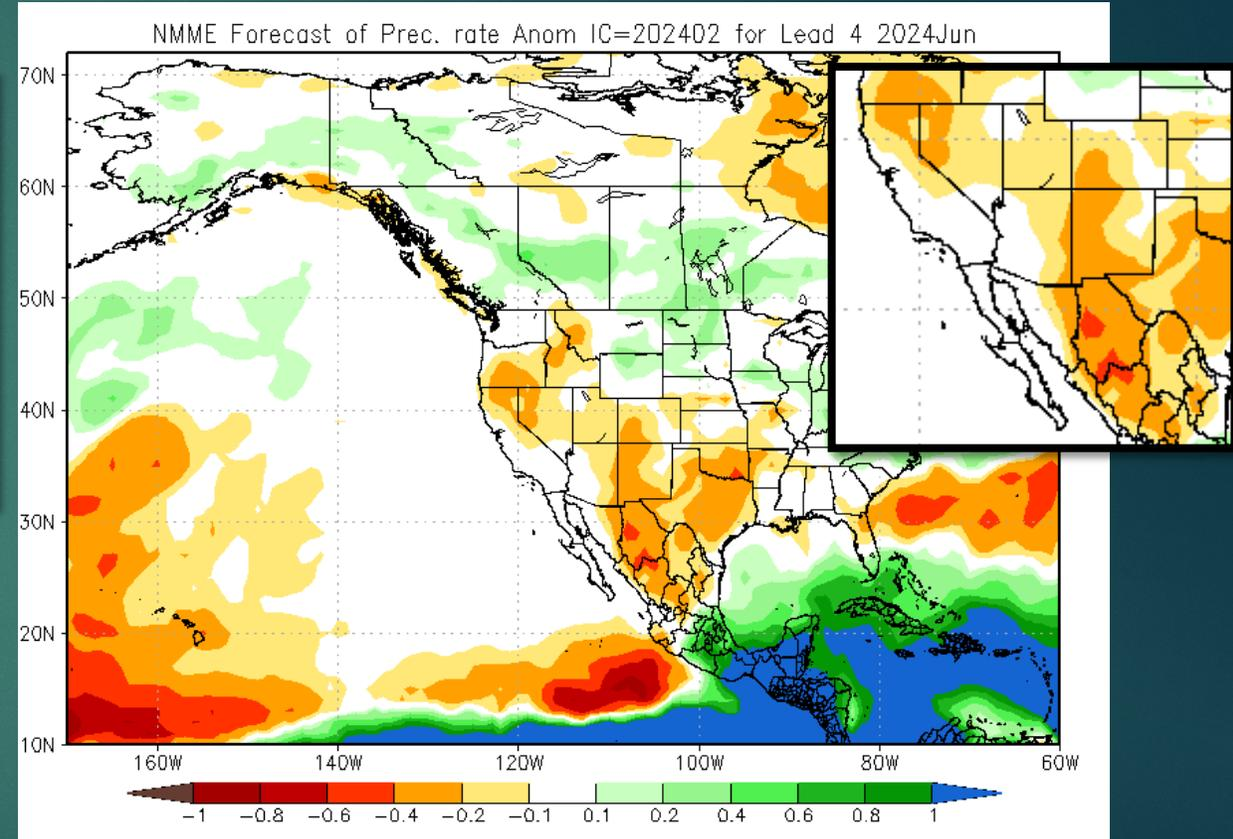 NMME Forecast of Prec. rate Anom IC=202402 for Lead 4 2024Jun
70N
60N
50N
40N
30N
20N
10N
160W 140W 120W 100W 80W 60W
-1 -0.8 -0.6 -0.4 -0.2 -0.1 0.1 0.2 0.4 0.6 0.8 1